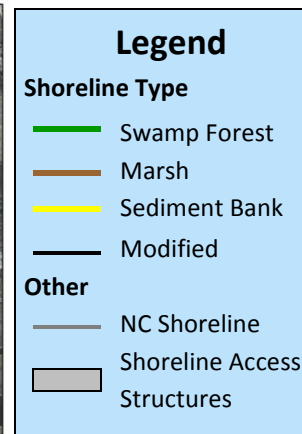 Legend
Shoreline Type
Swamp Forest
Marsh
Sediment Bank
Modified
Other
NC Shoreline
Shoreline Access
Structures